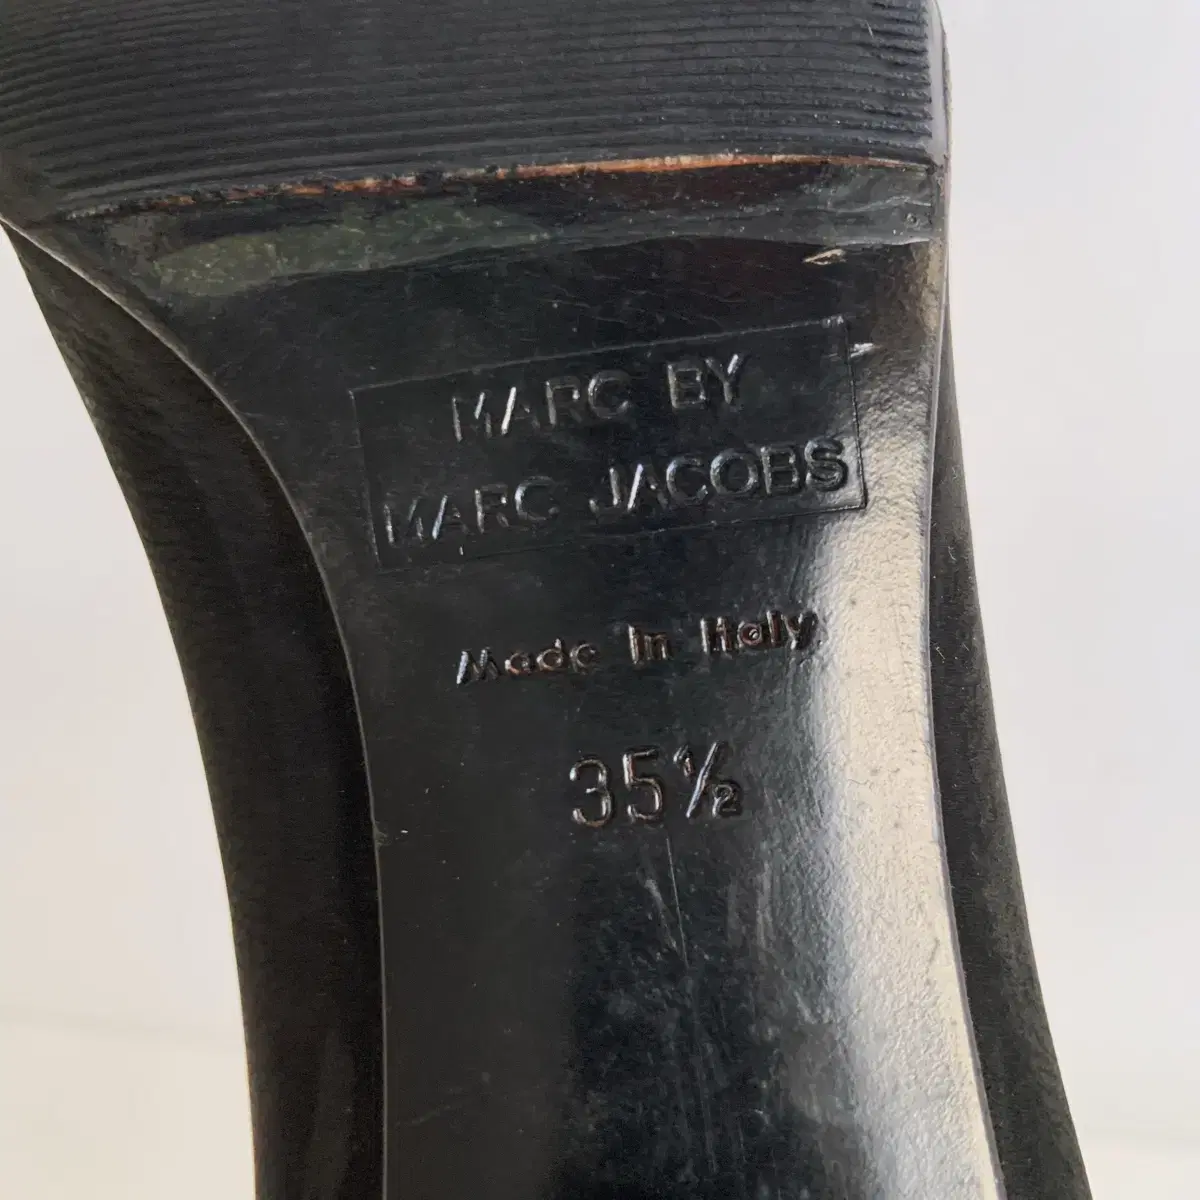 MARC BY
MARC JACOBS
Made in Italy
35½